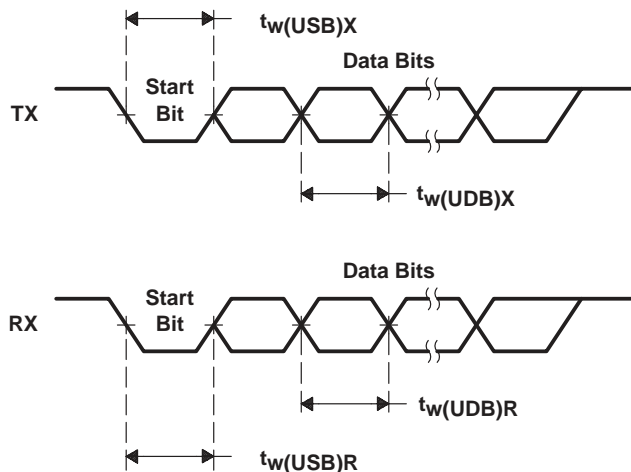 tw(USB)X
Data Bits
Start
Bit
TX
tw(UDB)X
Data Bits
Start
Bit
RX
tw(UDB)R
tw(USB)R